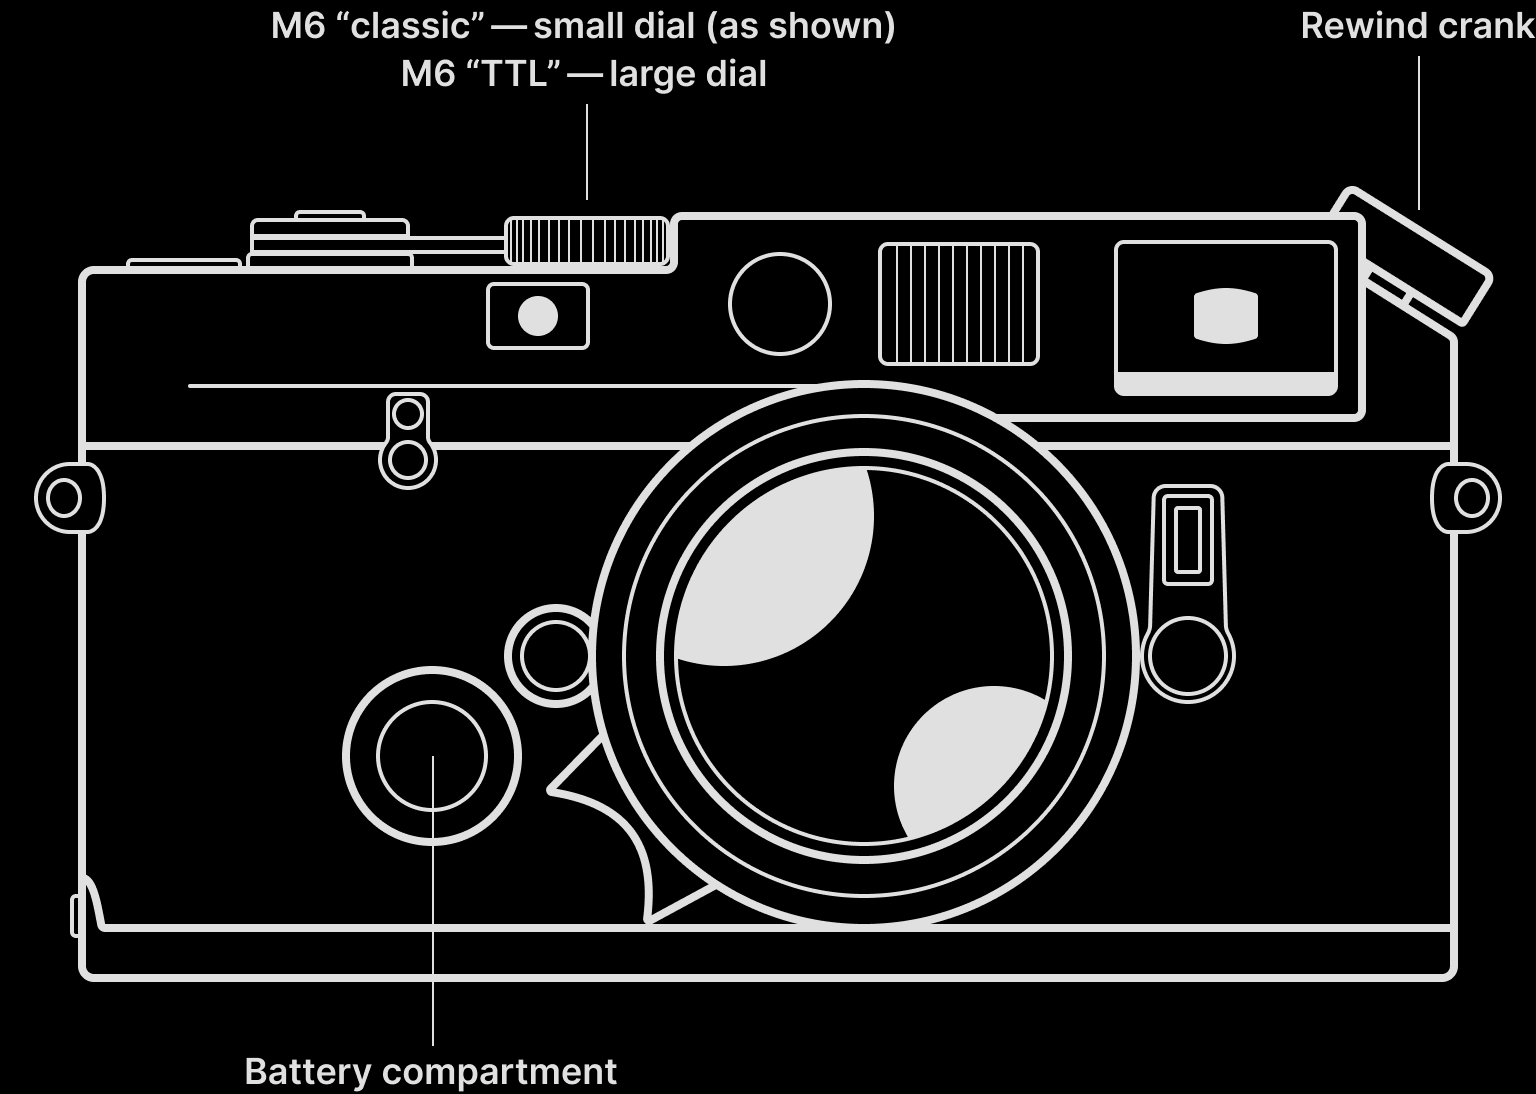 M6 “classic” — small dial (as shown)
M6 “TTL” — large dial
Rewind crank
Battery compartment